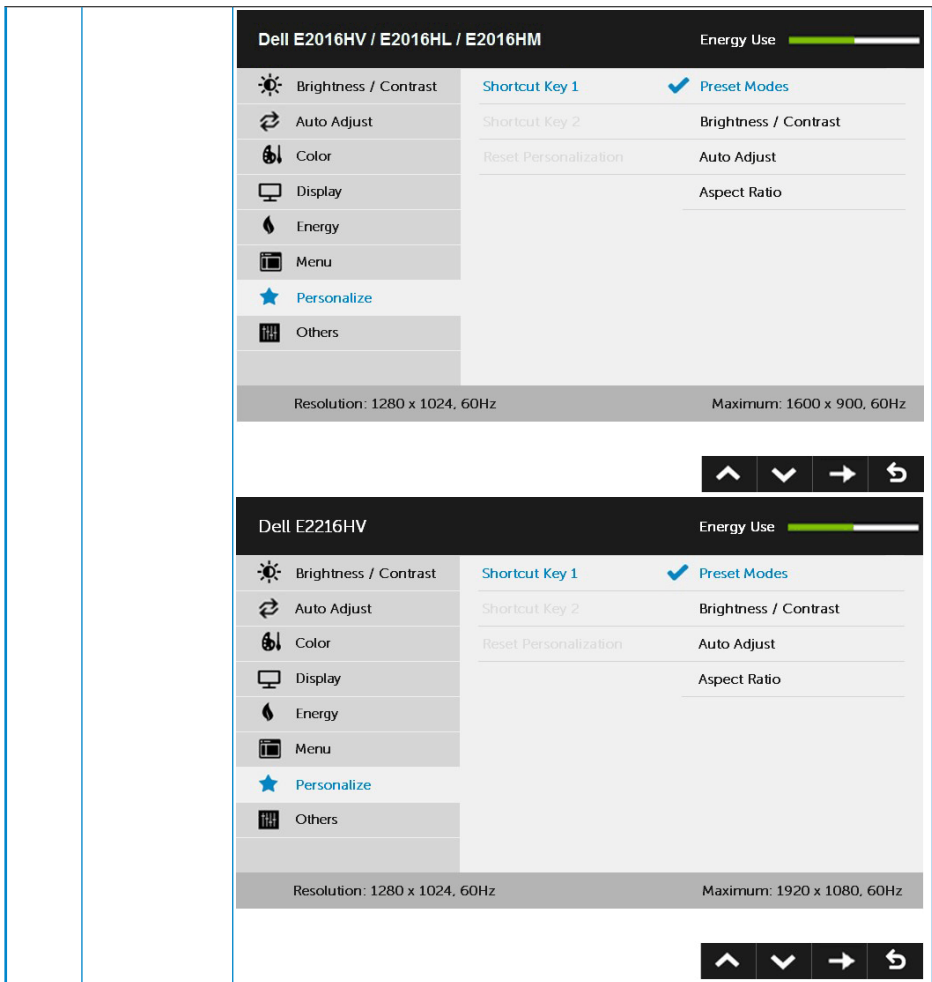 Dell E2016HV / E2016HL / E2016HM Energy Use
Brightness / Contrast Shortcut Key 1 Preset Modes
Auto Adjust Shortcut Key 2 Brightness / Contrast
Color Reset Personalization Auto Adjust
Display Aspect Ratio
Energy
Menu
Personalize
Others
Resolution: 1280 x 1024, 60Hz Maximum: 1600 x 900, 60Hz
Dell E2216HV Energy Use
Brightness / Contrast Shortcut Key 1 Preset Modes
Auto Adjust Shortcut Key 2 Brightness / Contrast
Color Reset Personalization Auto Adjust
Display Aspect Ratio
Energy
Menu
Personalize
Others
Resolution: 1280 x 1024, 60Hz Maximum: 1920 x 1080, 60Hz